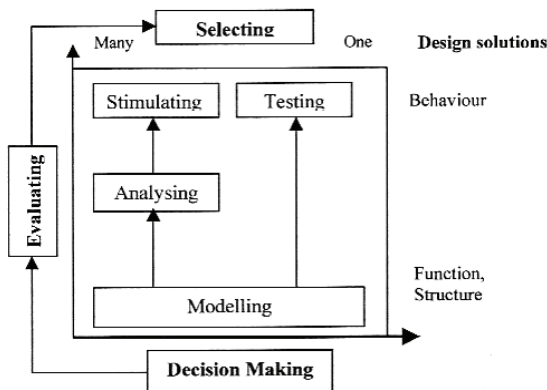 Selecting
Many
One
Design solutions
Stimulating
Testing
Behaviour
Evaluating
Analysing
Function,
Structure
Modelling
Decision Making